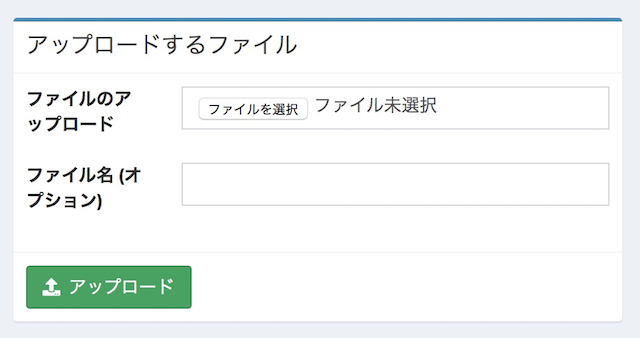 アップロードするファイル
ファイルのア
ップロード
ファイルを選択 ファイル未選択
ファイル名 (オ
プション)
アップロード